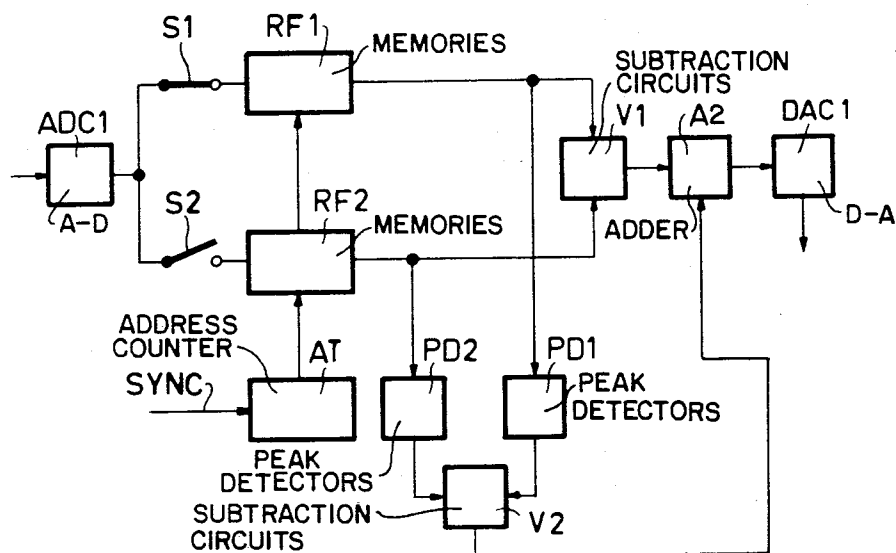 S1
RF1
MEMORIES
SUBTRACTION
CIRCUITS
V1
A2
DAC1
ADC1
A-D
S2
RF2
MEMORIES
ADDER
D-A
ADDRESS
COUNTER
AT
PD2
PD1
SYNC
PEAK
DETECTORS
PEAK
DETECTORS
SUBTRACTION
CIRCUITS
V2